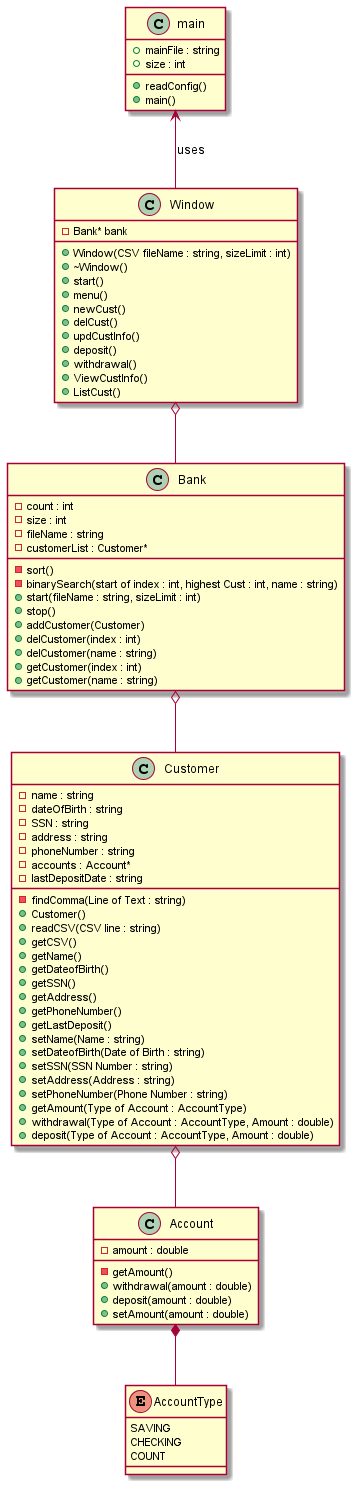 C main
mainFile : string
size : int
readConfig()
main()
uses
C Window
Bank* bank
Window(CSV fileName : string, sizeLimit : int)
~Window()
start()
menu()
newCust()
delCust()
updCustInfo()
deposit()
withdrawal()
ViewCustInfo()
ListCust()
C Bank
count : int
size : int
fileName : string
customerList : Customer*
sort()
binarySearch(start of index : int, highest Cust : int, name : string)
start(fileName : string, sizeLimit : int)
stop()
addCustomer(Customer)
delCustomer(index : int)
delCustomer(name : string)
getCustomer(index : int)
getCustomer(name : string)
C Customer
name : string
dateOfBirth : string
SSN : string
address : string
phoneNumber : string
accounts : Account*
lastDepositDate : string
findComma(Line of Text : string)
Customer()
readCSV(CSV line : string)
getCSV()
getName()
getDateofBirth()
getSSN()
getAddress()
getPhoneNumber()
getLastDeposit()
setName(Name : string)
setDateofBirth(Date of Birth : string)
setSSN(SSN Number : string)
setAddress(Address : string)
setPhoneNumber(Phone Number : string)
getAmount(Type of Account : AccountType)
withdrawal(Type of Account : AccountType, Amount : double)
deposit(Type of Account : AccountType, Amount : double)
C Account
amount : double
getAmount()
withdrawal(amount : double)
deposit(amount : double)
setAmount(amount : double)
E AccountType
SAVING
CHECKING
COUNT